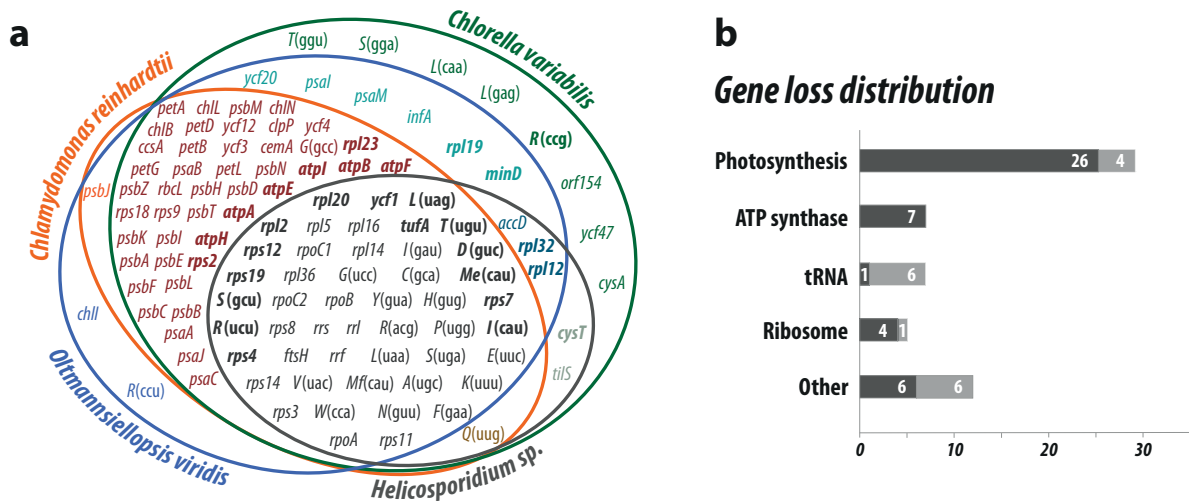 a
Chlamydomonas reinhardtii
Chlorella variabilis
Oltmannsiellopsis viridis
Helicosporidium sp.
T(ggu) S(gga)
L(caa)
L(gag)
R(ccg)
orf154
ycf47
cysA
ycf20 psaI
psaM
infA
rpl19
minD
petA chlL psbM chlN
chlB petD ycf12 clpP ycf4
ccsA petB ycf3 cemA G(gcc) rpl23
petG psaB petL psbN atpI atpB atpF
psbJ psbZ rbcL psbH psbD atpE
rps18 rps9 psbT atpA
psbK psbI atpH
psbA psbE rps2
psbF psbL
psbC psbB
psaA
psaJ
psaC
chlI
R(ccu)
rpl20 ycf1 L(uag)
rpl2 rpl5 rpl16 tufA T(ugu) accD
rps12 rpoC1 rpl14 I(gau) D(guc) rpl32
rps19 rpl36 G(ucc) C(gca) Me(cau) rpl12
S(gcu) rpoC2 rpoB Y(gua) H(gug) rps7
R(ucu) rps8 rrs rrl R(acg) P(ugg) I(cau) cysT
rps4 ftsH rrf L(uaa) S(uga) E(uuc) tilS
rps14 V(uac) Mf(cau) A(ugc) K(uuu)
rps3 W(cca) N(guu) F(gaa)
rpoA rps11 Q(uug)
b
Gene loss distribution
Photosynthesis 26 4
ATP synthase 7
tRNA 1 6
Ribosome 4 1
Other 6 6
0 10 20 30